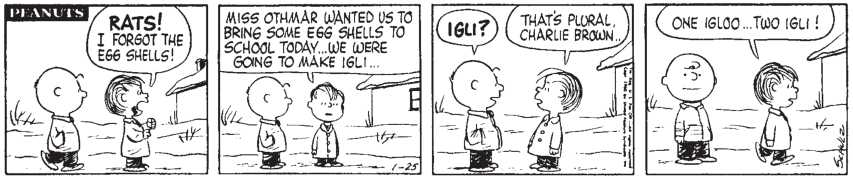 PEANUTS
RATS!
I FORGOT THE
EGG SHELLS!
MISS OTHMAR WANTED US TO
BRING SOME EGG SHELLS TO
SCHOOL TODAY...WE WERE
GOING TO MAKE IGLI...
1-25
IGLI?
THAT'S PLURAL,
CHARLIE BROWN..
ONE IGLOO...TWO IGLI!
SCHULZ